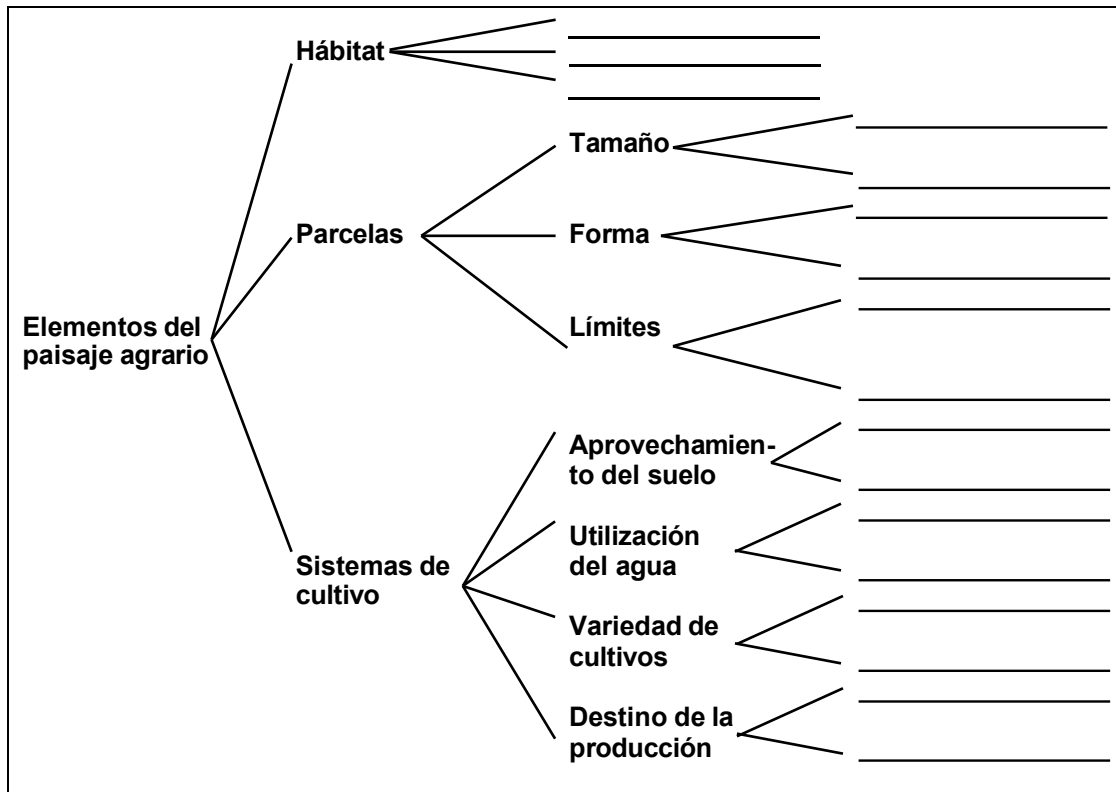 Hábitat
Tamaño
Parcelas
Forma
Límites
Elementos del
paisaje agrario
Aprovechamien-
to del suelo
Utilización
del agua
Sistemas de
cultivo
Variedad de
cultivos
Destino de la
producción